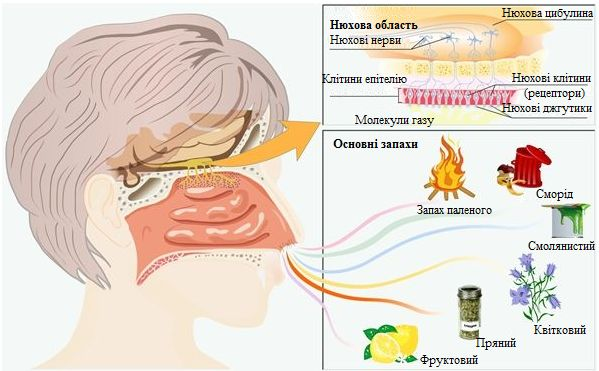 Нюхова цибулина
Нюхова область
Нюхові нерви
Клітини епітелію
Нюхові клітини
(рецептори)
Нюхові джгутики
Молекули газу
Основні запахи
Запах паленого
Сморід
Смолянистий
Квітковий
Пряний
Фруктовий